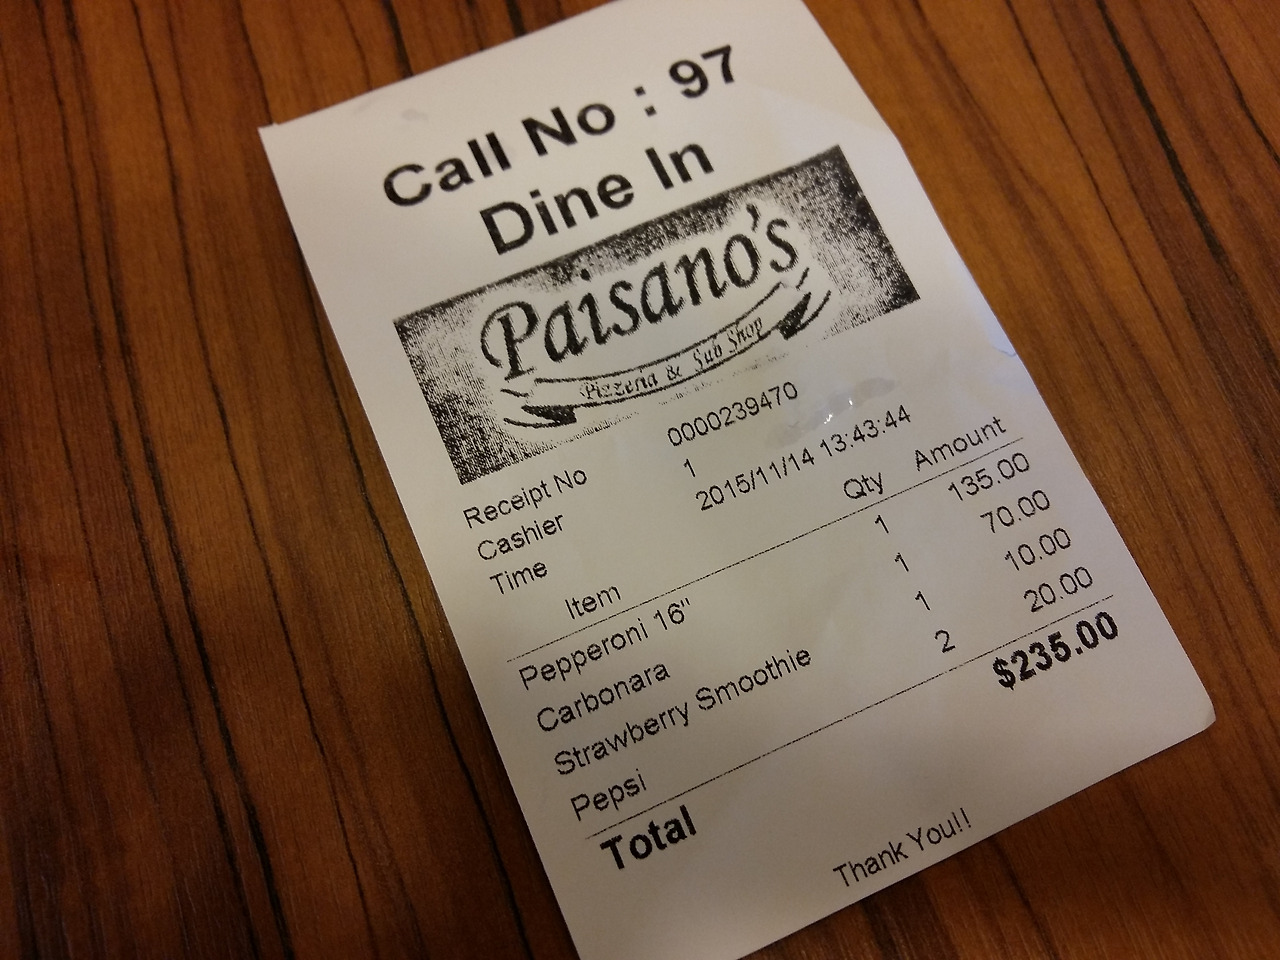 Call No : 97
Dine In
Paisano's
Pizzeria & Sub Shop
Receipt No 0000239470
Cashier 1
Time 2015/11/14 13:43:44
Item Qty Amount
Pepperoni 16" 1 135.00
Carbonara 1 70.00
Strawberry Smoothie 1 10.00
Pepsi 2 20.00
Total $235.00
Thank You!!